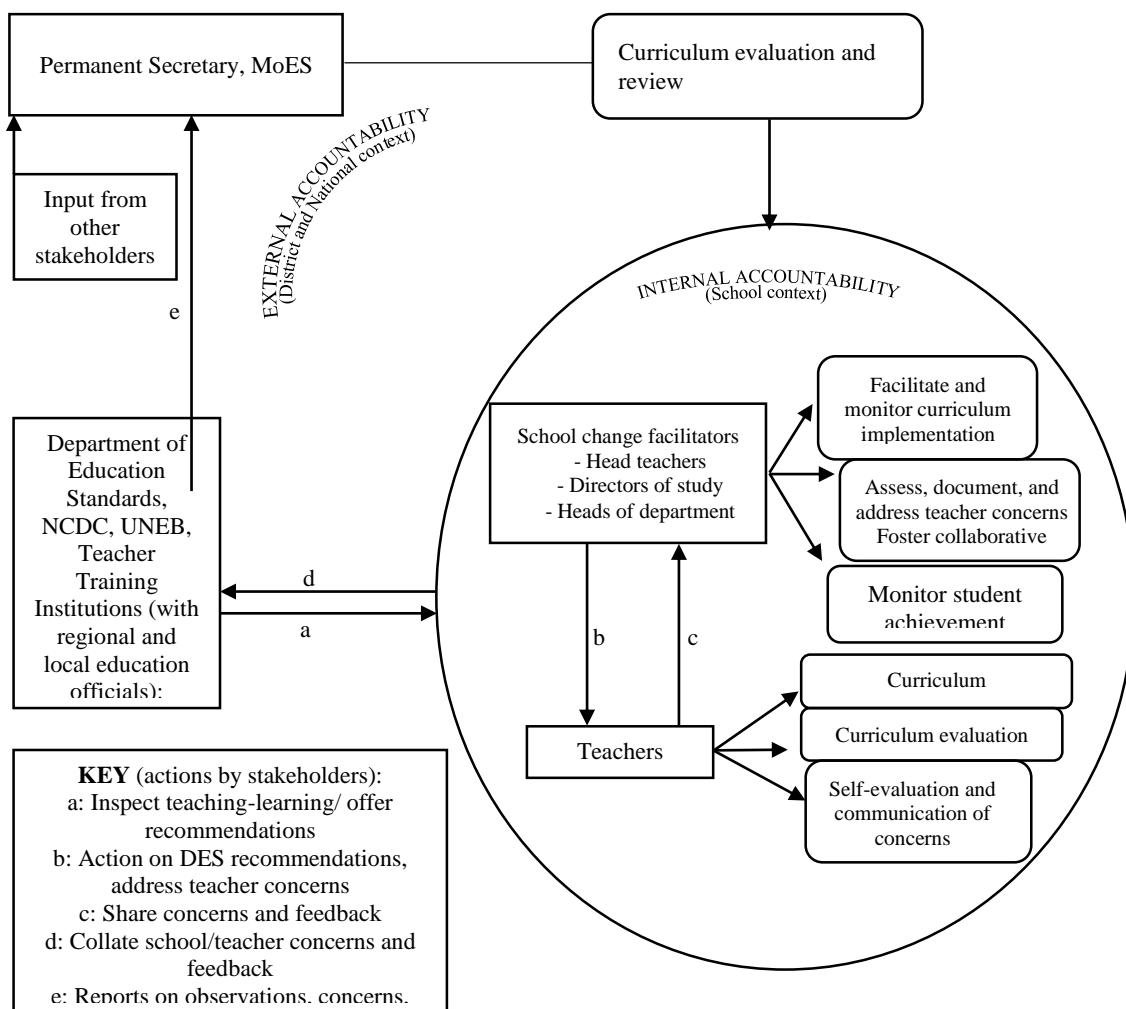 Permanent Secretary, MoES
Curriculum evaluation and
review
EXTERNAL ACCOUNTABILITY
(District and National context)
Input from
other
stakeholders
e
INTERNAL ACCOUNTABILITY
(School context)
Department of
Education
Standards,
NCDC, UNEB,
Teacher
Training
Institutions (with
regional and
local education
officials):
d
a
School change facilitators
- Head teachers
- Directors of study
- Heads of department
Facilitate and
monitor curriculum
implementation
Assess, document, and
address teacher concerns
Foster collaborative
Monitor student
achievement
b
c
Teachers
Curriculum
Curriculum evaluation
Self-evaluation and
communication of
concerns
KEY (actions by stakeholders):
a: Inspect teaching-learning/ offer
recommendations
b: Action on DES recommendations,
address teacher concerns
c: Share concerns and feedback
d: Collate school/teacher concerns and
feedback
e: Reports on observations, concerns,